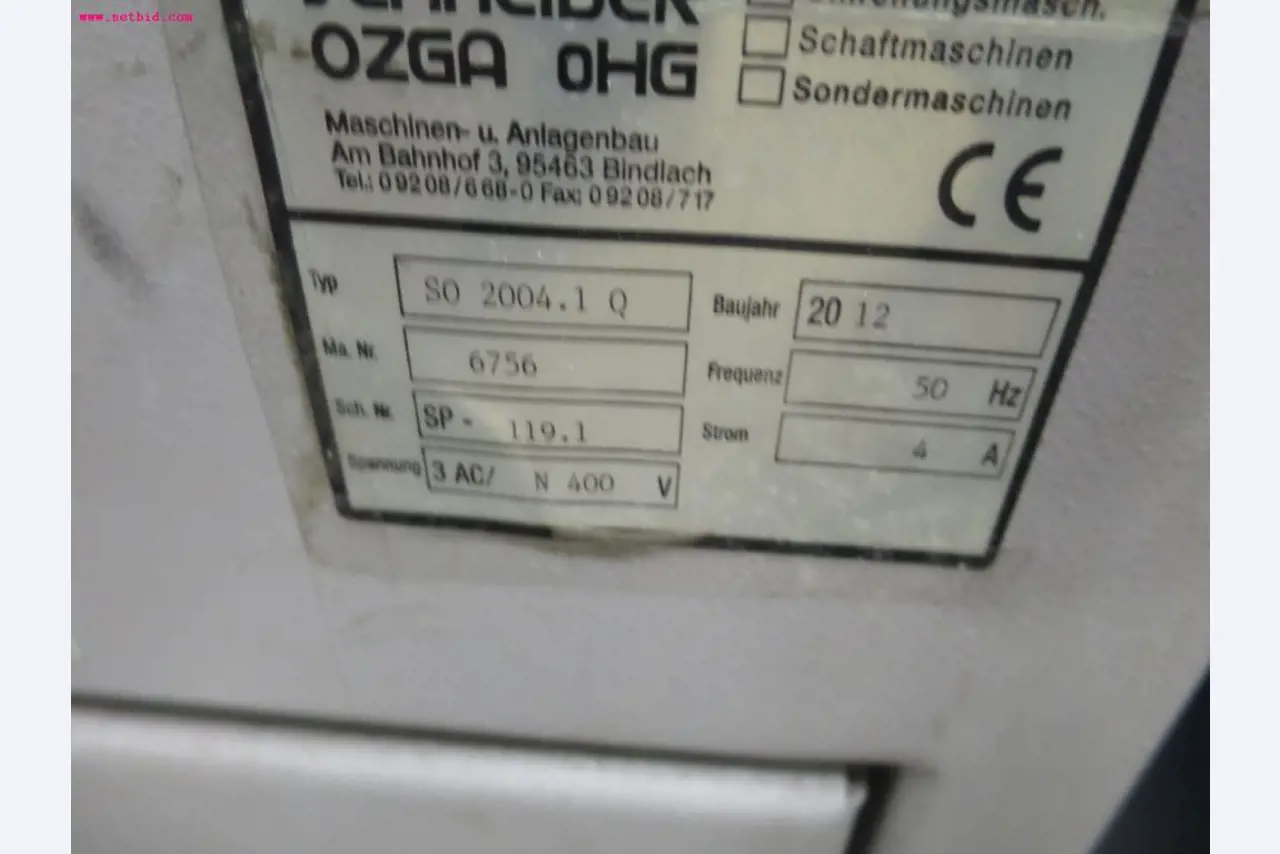 www.netbid.com
OZGA OHG
Schaftmaschinen
Sondermaschinen
Maschinen- u. Anlagenbau
Am Bahnhof 3, 95463 Bindlach
Tel.: 09208/668-0 Fax: 09208/717
CE
Typ SO 2004.1 Q Baujahr 20 12
Ma. Nr. 6756 Frequenz 50 Hz
Sch. Nr. SP - 119.1 Strom 4 A
Spannung 3 AC/ N 400 V